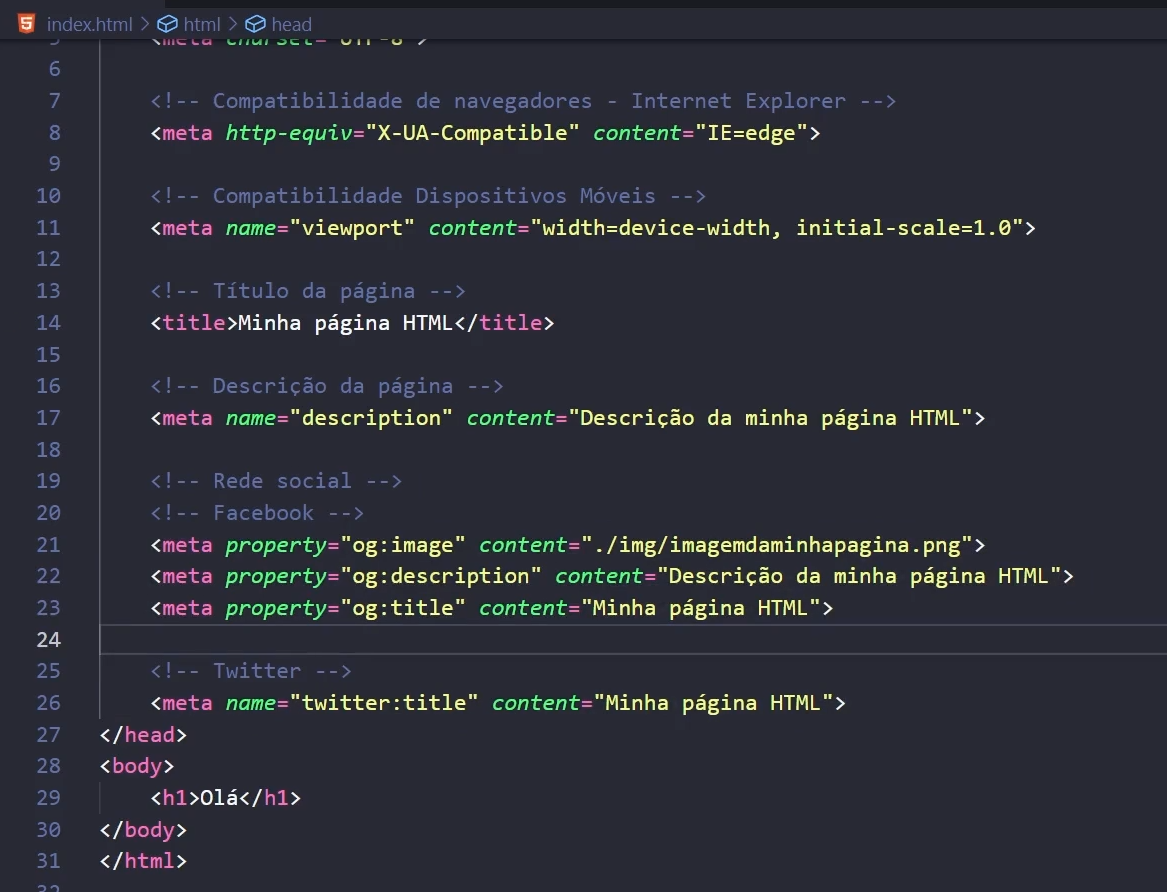 index.html > html > head
5 <meta charset="UTF-8">
6
7 <!-- Compatibilidade de navegadores - Internet Explorer -->
8 <meta http-equiv="X-UA-Compatible" content="IE=edge">
9
10 <!-- Compatibilidade Dispositivos Móveis -->
11 <meta name="viewport" content="width=device-width, initial-scale=1.0">
12
13 <!-- Título da página -->
14 <title>Minha página HTML</title>
15
16 <!-- Descrição da página -->
17 <meta name="description" content="Descrição da minha página HTML">
18
19 <!-- Rede social -->
20 <!-- Facebook -->
21 <meta property="og:image" content="./img/imagemdaminhapagina.png">
22 <meta property="og:description" content="Descrição da minha página HTML">
23 <meta property="og:title" content="Minha página HTML">
24
25 <!-- Twitter -->
26 <meta name="twitter:title" content="Minha página HTML">
27 </head>
28 <body>
29 <h1>Olá</h1>
30 </body>
31 </html>
32